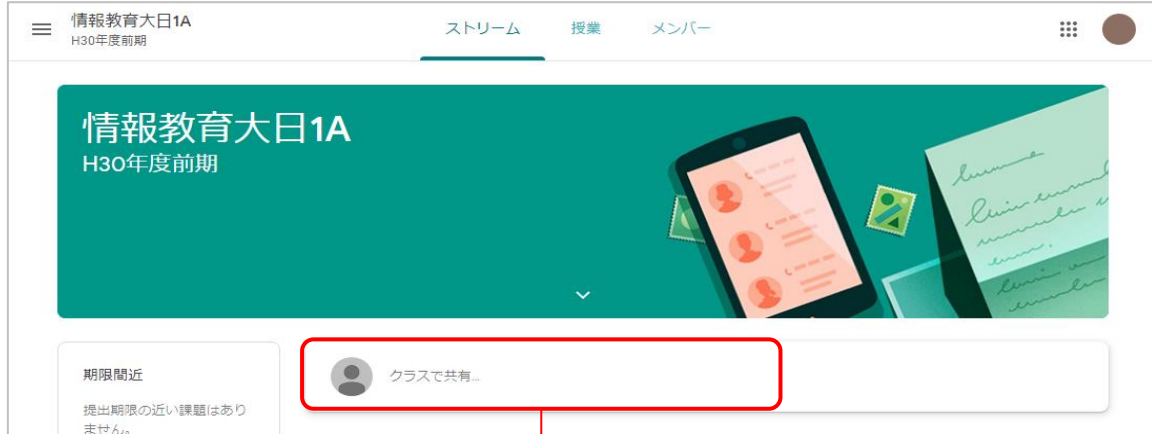 情報教育大日1A
H30年度前期
ストリーム 授業 メンバー
情報教育大日1A
H30年度前期
期限間近
提出期限の近い課題はあり
ません。
クラスで共有...